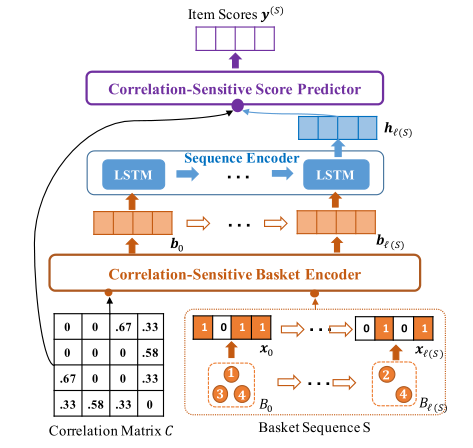 Item Scores 𝒚⁽ˢ⁾
Correlation-Sensitive Score Predictor
𝒉ℓ(S)
Sequence Encoder
LSTM ... LSTM
... 
𝒃0 𝒃ℓ(S)
Correlation-Sensitive Basket Encoder
0 0 .67 .33
0 0 0 .58
.67 0 0 .33
.33 .58 .33 0
1 0 1 1 ... 0 1 0 1
𝒙0 𝒙ℓ(S)
1 3 4 ... 2 4
B0 Bℓ(S)
Correlation Matrix C
Basket Sequence S